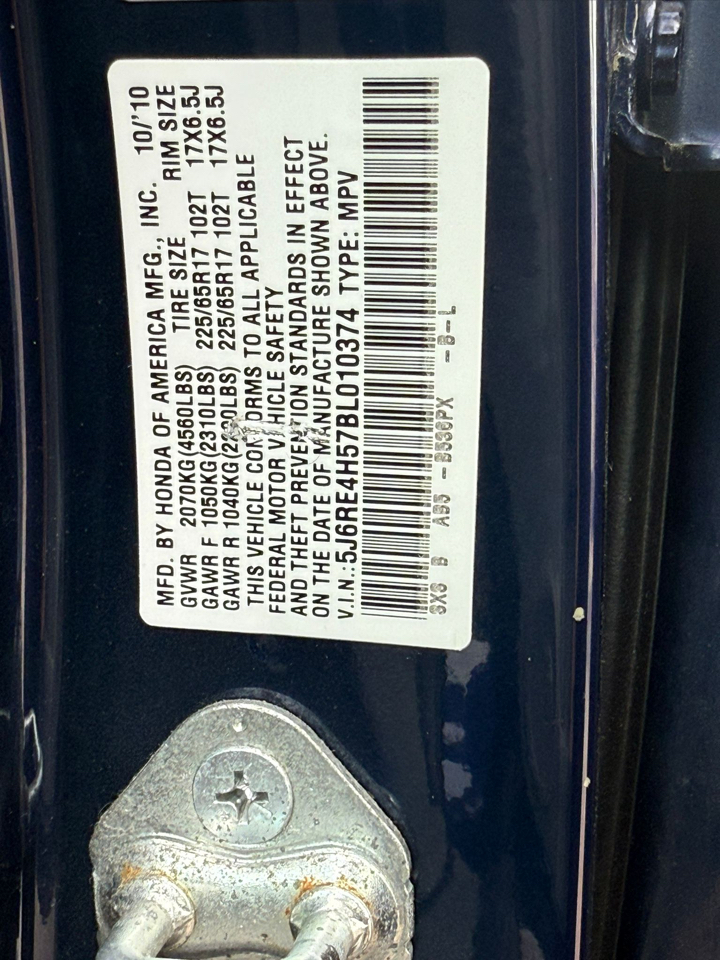 MFD. BY HONDA OF AMERICA MFG., INC. 10/'10
GVWR 2070KG(4560LBS) TIRE SIZE RIM SIZE
GAWR F 1050KG(2310LBS) 225/65R17 102T 17X6.5J
GAWR R 1040KG( LBS) 225/65R17 102T 17X6.5J
THIS VEHICLE CONFORMS TO ALL APPLICABLE
FEDERAL MOTOR VEHICLE SAFETY
AND THEFT PREVENTION STANDARDS IN EFFECT
ON THE DATE OF MANUFACTURE SHOWN ABOVE.
V.I.N.: 5J6RE4H57BL010374 TYPE: MPV
-B-L